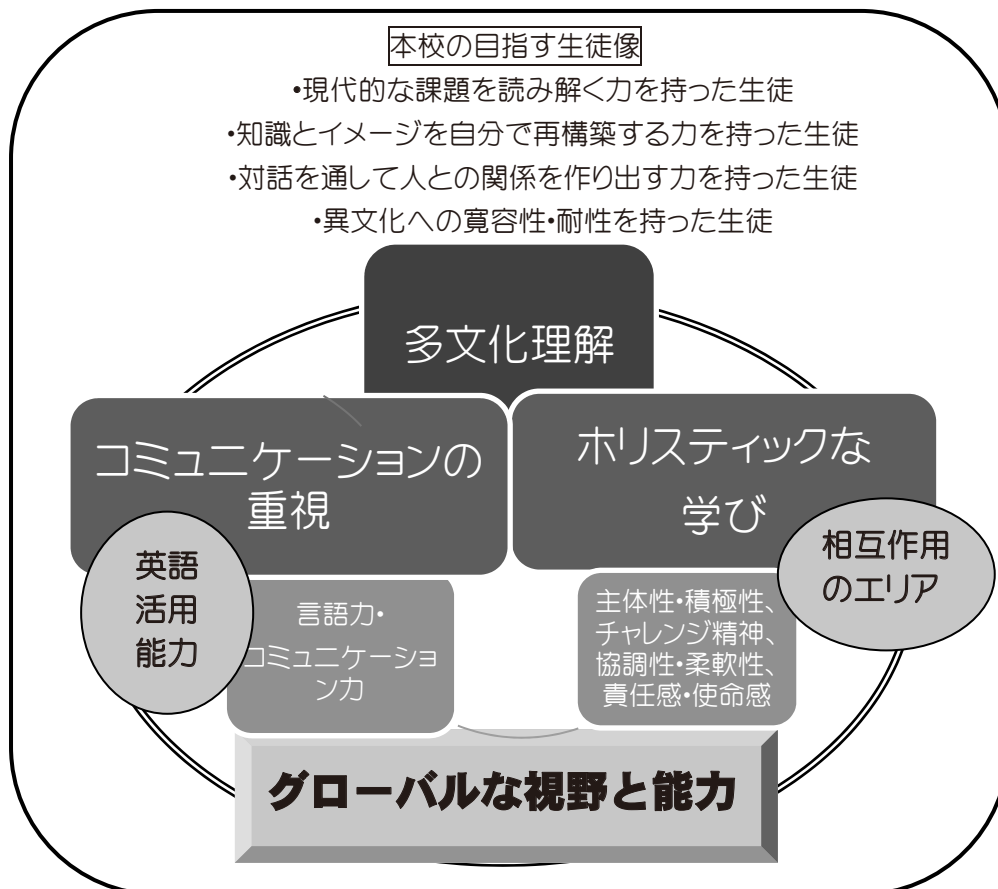 本校の目指す生徒像
・現代的な課題を読み解く力を持った生徒
・知識とイメージを自分で再構築する力を持った生徒
・対話を通して人との関係を作り出す力を持った生徒
・異文化への寛容性・耐性を持った生徒
多文化理解
コミュニケーションの
重視
ホリスティックな
学び
英語
活用
能力
相互作用
のエリア
言語力・
コミュニケーショ
ン力
主体性・積極性、
チャレンジ精神、
協調性・柔軟性、
責任感・使命感
グローバルな視野と能力